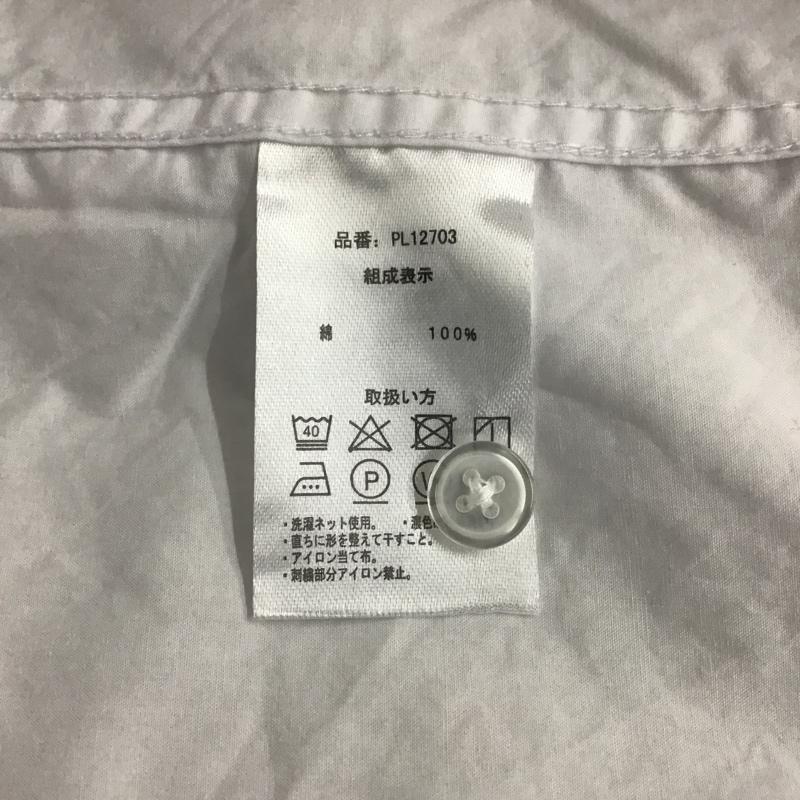 品番: PL12703
組成表示
綿 100%
取扱い方
40
P
・洗濯ネット使用。 ・濃色
・直ちに形を整えて干すこと。
・アイロン当て布。
・刺繍部分アイロン禁止。